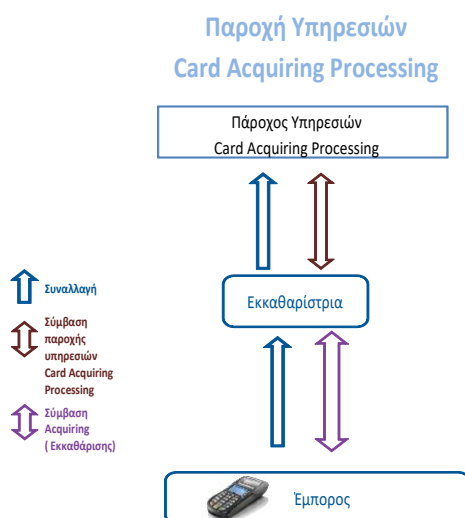 Παροχή Υπηρεσιών
Card Acquiring Processing
Πάροχος Υπηρεσιών
Card Acquiring Processing
Εκκαθαρίστρια
Συναλλαγή
Σύμβαση
παροχής
υπηρεσιών
Card Acquiring
Processing
Σύμβαση
Acquiring
( Εκκαθάρισης)
Έμπορος